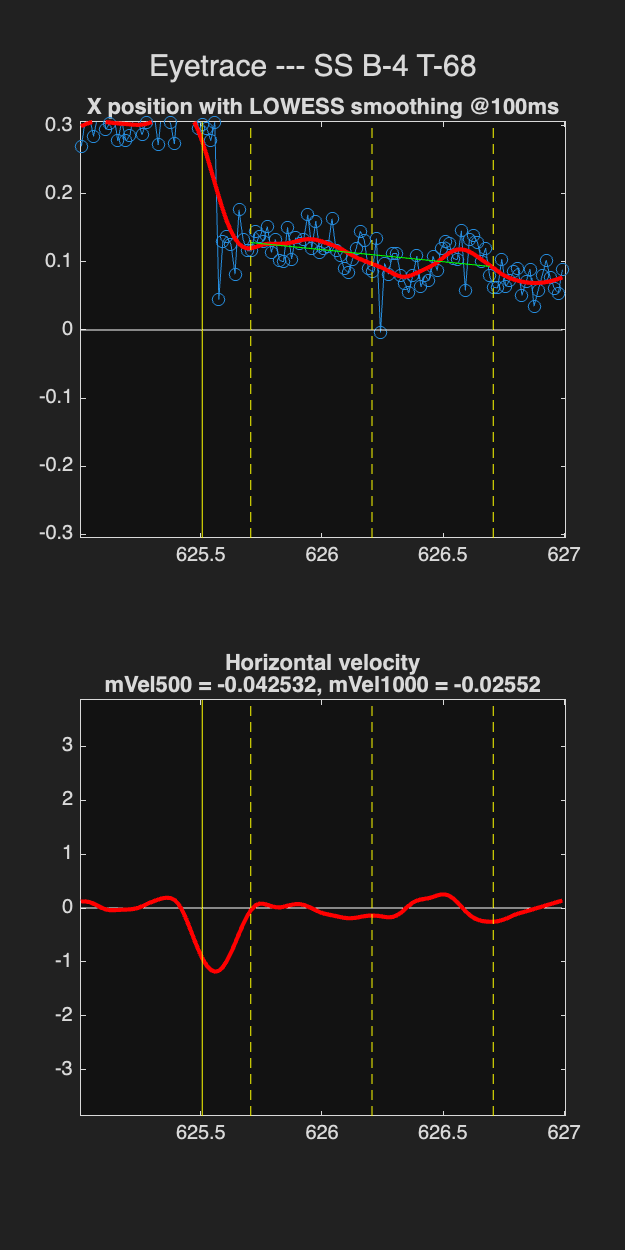 Eyetrace --- SS B-4 T-68
X position with LOWESS smoothing @100ms
0.3
0.2
0.1
0
-0.1
-0.2
-0.3
625.5 626 626.5 627
Horizontal velocity
mVel500 = -0.042532, mVel1000 = -0.02552
3
2
1
0
-1
-2
-3
625.5 626 626.5 627